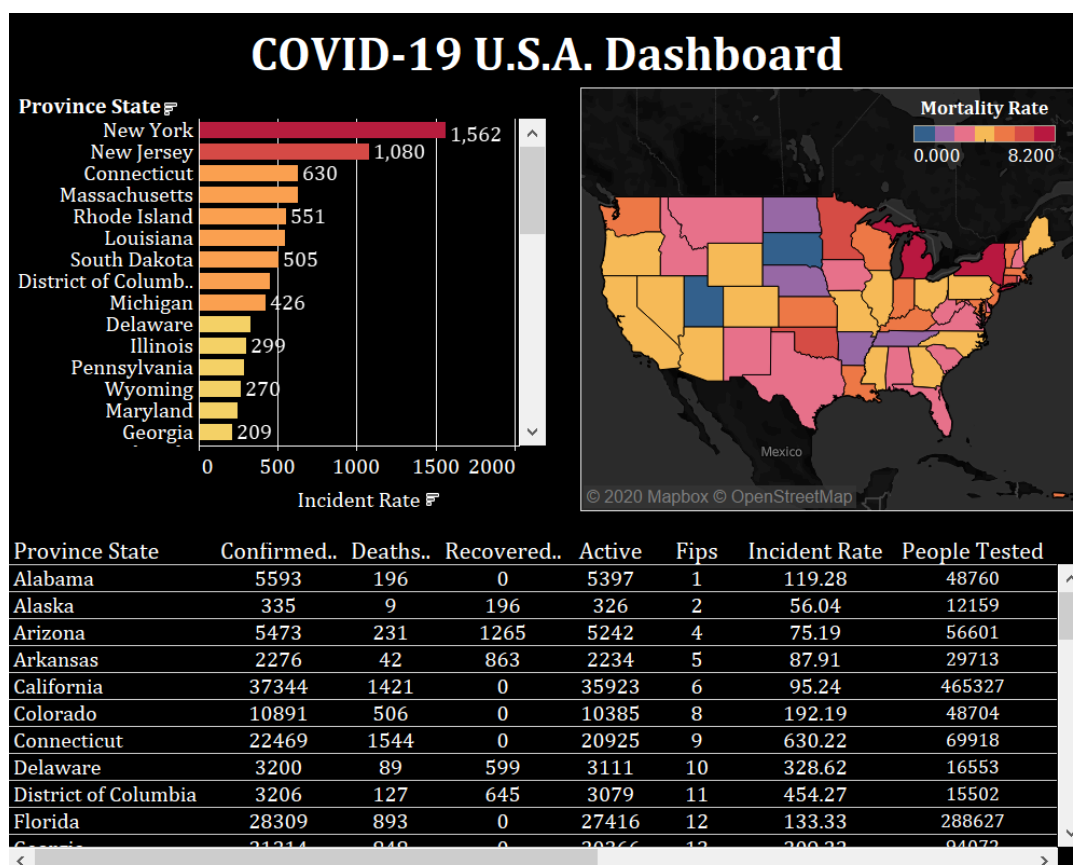 COVID-19 U.S.A. Dashboard
Province State
New York 1,562
New Jersey 1,080
Connecticut 630
Massachusetts
Rhode Island 551
Louisiana
South Dakota 505
District of Columb..
Michigan 426
Delaware
Illinois 299
Pennsylvania
Wyoming 270
Maryland
Georgia 209
0 500 1000 1500 2000
Incident Rate
Mortality Rate
0.000 8.200
Mexico
© 2020 Mapbox © OpenStreetMap
Province State Confirmed.. Deaths.. Recovered.. Active Fips Incident Rate People Tested
Alabama 5593 196 0 5397 1 119.28 48760
Alaska 335 9 196 326 2 56.04 12159
Arizona 5473 231 1265 5242 4 75.19 56601
Arkansas 2276 42 863 2234 5 87.91 29713
California 37344 1421 0 35923 6 95.24 465327
Colorado 10891 506 0 10385 8 192.19 48704
Connecticut 22469 1544 0 20925 9 630.22 69918
Delaware 3200 89 599 3111 10 328.62 16553
District of Columbia 3206 127 645 3079 11 454.27 15502
Florida 28309 893 0 27416 12 133.33 288627